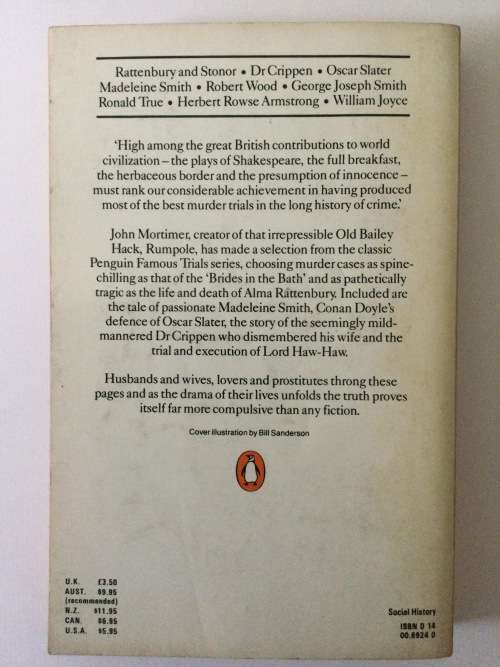 Rattenbury and Stonor • Dr Crippen • Oscar Slater
Madeleine Smith • Robert Wood • George Joseph Smith
Ronald True • Herbert Rowse Armstrong • William Joyce
‘High among the great British contributions to world
civilization – the plays of Shakespeare, the full breakfast,
the herbaceous border and the presumption of innocence –
must rank our considerable achievement in having produced
most of the best murder trials in the long history of crime.’
John Mortimer, creator of that irrepressible Old Bailey
Hack, Rumpole, has made a selection from the classic
Penguin Famous Trials series, choosing murder cases as spine-
chilling as that of the ‘Brides in the Bath’ and as pathetically
tragic as the life and death of Alma Rattenbury. Included are
the tale of passionate Madeleine Smith, Conan Doyle’s
defence of Oscar Slater, the story of the seemingly mild-
mannered Dr Crippen who dismembered his wife and the
trial and execution of Lord Haw-Haw.
Husbands and wives, lovers and prostitutes throng these
pages and as the drama of their lives unfolds the truth proves
itself far more compulsive than any fiction.
Cover illustration by Bill Sanderson
U.K. £3.50
AUST. $9.95
(recommended)
N.Z. $11.95
CAN. $6.95
U.S.A. $5.95
Social History
ISBN 0 14
00.6924 0